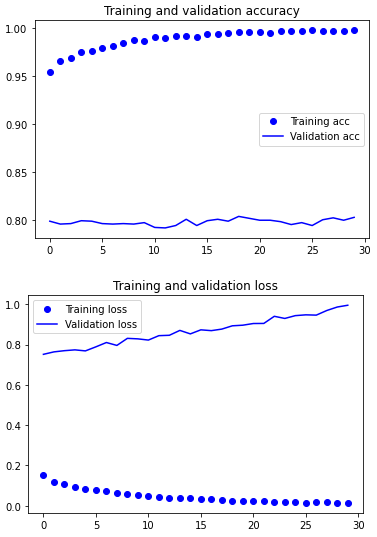 Training and validation accuracy
1.00
0.95
0.90
0.85
0.80
Training acc
Validation acc
0 5 10 15 20 25 30
Training and validation loss
1.0
0.8
0.6
0.4
0.2
0.0
Training loss
Validation loss
0 5 10 15 20 25 30